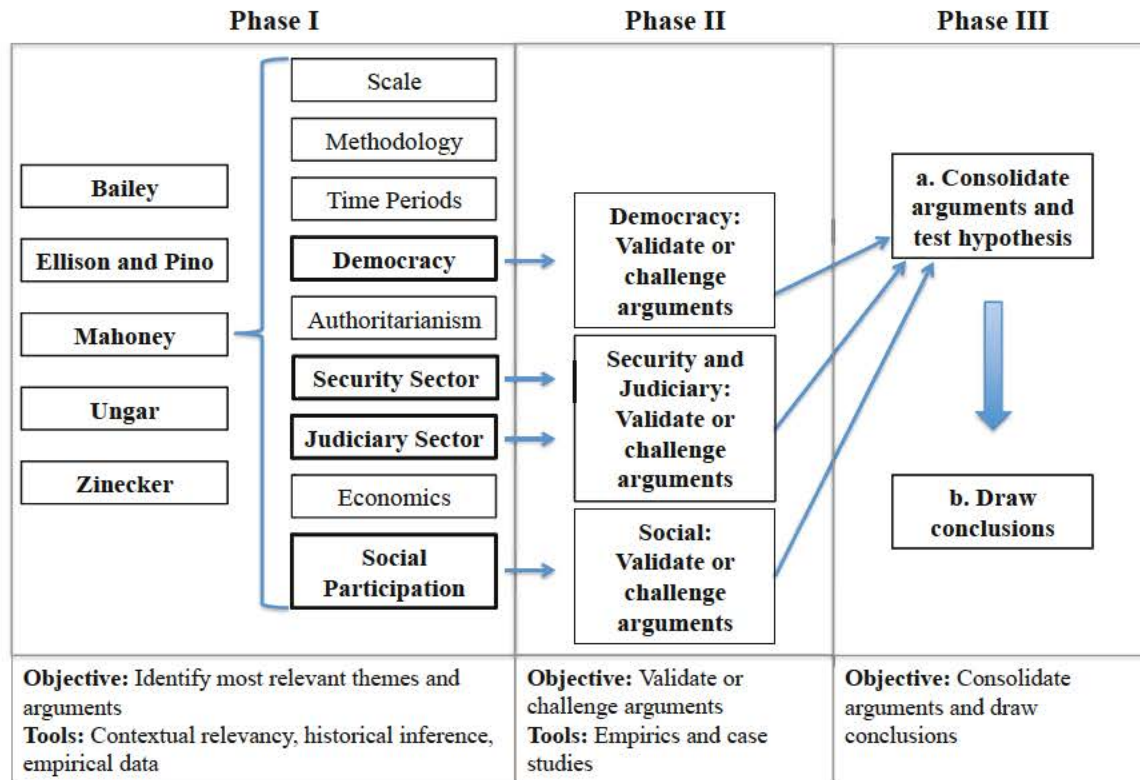 Phase I
Phase II
Phase III
Bailey
Ellison and Pino
Mahoney
Ungar
Zinecker
Scale
Methodology
Time Periods
Democracy
Authoritarianism
Security Sector
Judiciary Sector
Economics
Social
Participation
Democracy:
Validate or
challenge
arguments
Security and
Judiciary:
Validate or
challenge
arguments
Social:
Validate or
challenge
arguments
a. Consolidate
arguments and
test hypothesis
b. Draw
conclusions
Objective: Identify most relevant themes and
arguments
Tools: Contextual relevancy, historical inference,
empirical data
Objective: Validate or
challenge arguments
Tools: Empirics and case
studies
Objective: Consolidate
arguments and draw
conclusions